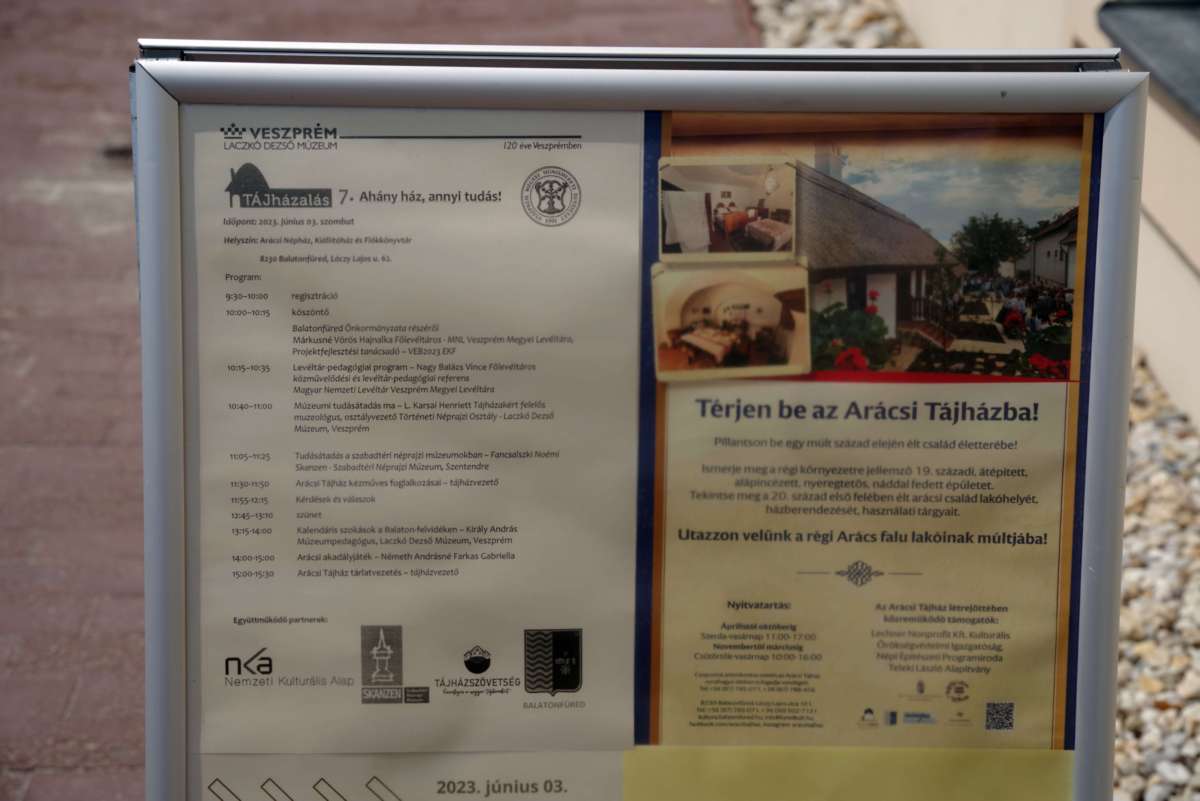 VESZPRÉM
LACZKÓ DEZSŐ MÚZEUM
120 éve Veszprémben
TÁJházalás 7. Ahány ház, annyi tudás!
Időpont: 2023. június 03. szombat
Helyszín: Arácsi Népház, Kiállítóház és Fiókkönyvtár
8230 Balatonfüred, Lóczy Lajos u. 62.
Program:
9:30–10:00 regisztráció
10:00–10:15 köszöntő
Balatonfüred Önkormányzata részéről
Márkusné Vörös Hajnalka Főlevéltáros - MNL Veszprém Megyei Levéltára,
Projektfejlesztési tanácsadó – VEB2023 EKF
10:15–10:35 Levéltár-pedagógiai program – Nagy Balázs Vince Főlevéltáros
közművelődési és levéltár-pedagógiai referens
Magyar Nemzeti Levéltár Veszprém Megyei Levéltára
10:40–11:00 Múzeumi tudásátadás ma – L. Karsai Henriett Tájházakért felelős
muzeológus, osztályvezető Történeti Néprajzi Osztály - Laczkó Dezső
Múzeum, Veszprém
11:05–11:25 Tudásátadás a szabadtéri néprajzi múzeumokban – Fancsalszki Noémi
Skanzen - Szabadtéri Néprajzi Múzeum, Szentendre
11:30-11:50 Arácsi Tájház kézműves foglalkozásai – tájházvezető
11:55-12:15 Kérdések és válaszok
12:45–13:10 szünet
13:15-14:00 Kalendáris szokások a Balaton-felvidéken – Király András
Múzeumpedagógus, Laczkó Dezső Múzeum, Veszprém
14:00-15:00 Arácsi akadályjáték – Németh Andrásné Farkas Gabriella
15:00-15:30 Arácsi Tájház tárlatvezetés – tájházvezető
Együttműködő partnerek:
nka
Nemzeti Kulturális Alap
SKANZEN
TÁJHÁZSZÖVETSÉG
BALATONFÜRED
2023. június 03.
Térjen be az Arácsi Tájházba!
Pillantson be egy múlt század elején élt család életterébe!
Ismerje meg a régi környezetre jellemző 19. századi, átépített,
alápincézett, nyeregtetős, náddal fedett épületet.
Tekintse meg a 20. század első felében élt arácsi család lakóhelyét,
házberendezését, használati tárgyait.
Utazzon velünk a régi Arács falu lakóinak múltjába!
Nyitvatartás:
Áprilistól októberig
Szerda-vasárnap 11:00-17:00
Novembertől márciusig
Csütörtök-vasárnap 10:00-16:00
Az Arácsi Tájház létrejöttében
közreműködő támogatók:
Lechner Nonprofit Kft. Kulturális
Örökségvédelmi Igazgatóság,
Népi Építészeti Programiroda
Teleki László Alapítvány